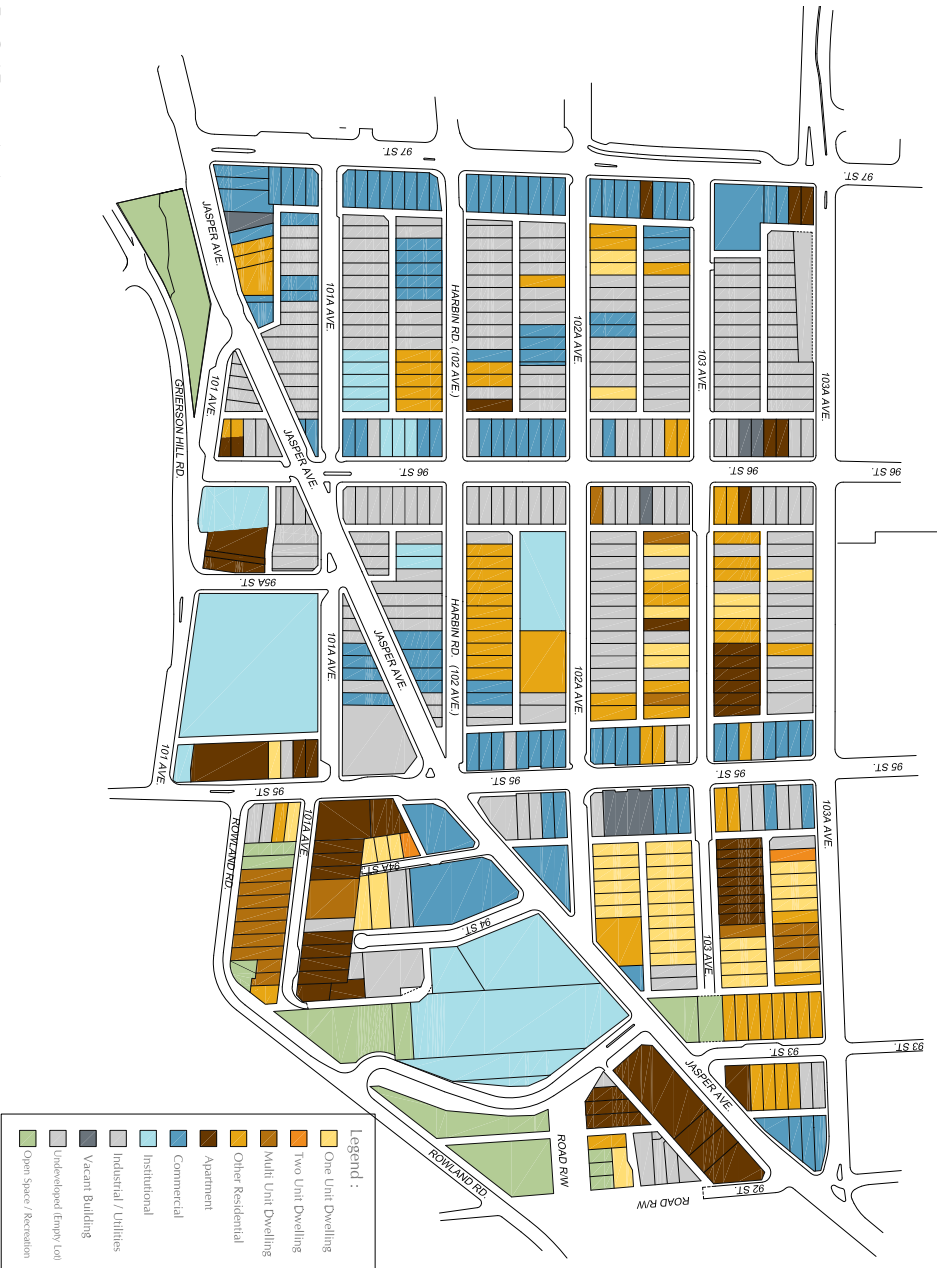 97 ST.
97 ST.
JASPER AVE.
101A AVE.
HARBIN RD. (102 AVE.)
102A AVE.
103 AVE.
103A AVE.
101 AVE.
GRIERSON HILL RD.
JASPER AVE.
96 ST.
96 ST.
96 ST.
95A ST.
101A AVE.
JASPER AVE.
HARBIN RD. (102 AVE.)
102A AVE.
101 AVE.
95 ST.
95 ST.
95 ST.
95 ST.
ROWLAND RD.
101A AVE.
94A ST.
94 ST.
103 AVE.
103A AVE.
93 ST.
93 ST.
JASPER AVE.
ROAD R/W
ROWLAND RD.
ROAD R/W
92 ST.
Legend :
One Unit Dwelling
Two Unit Dwelling
Multi Unit Dwelling
Other Residential
Apartment
Commercial
Institutional
Industrial / Utilities
Vacant Building
Undeveloped (Empty Lot)
Open Space / Recreation